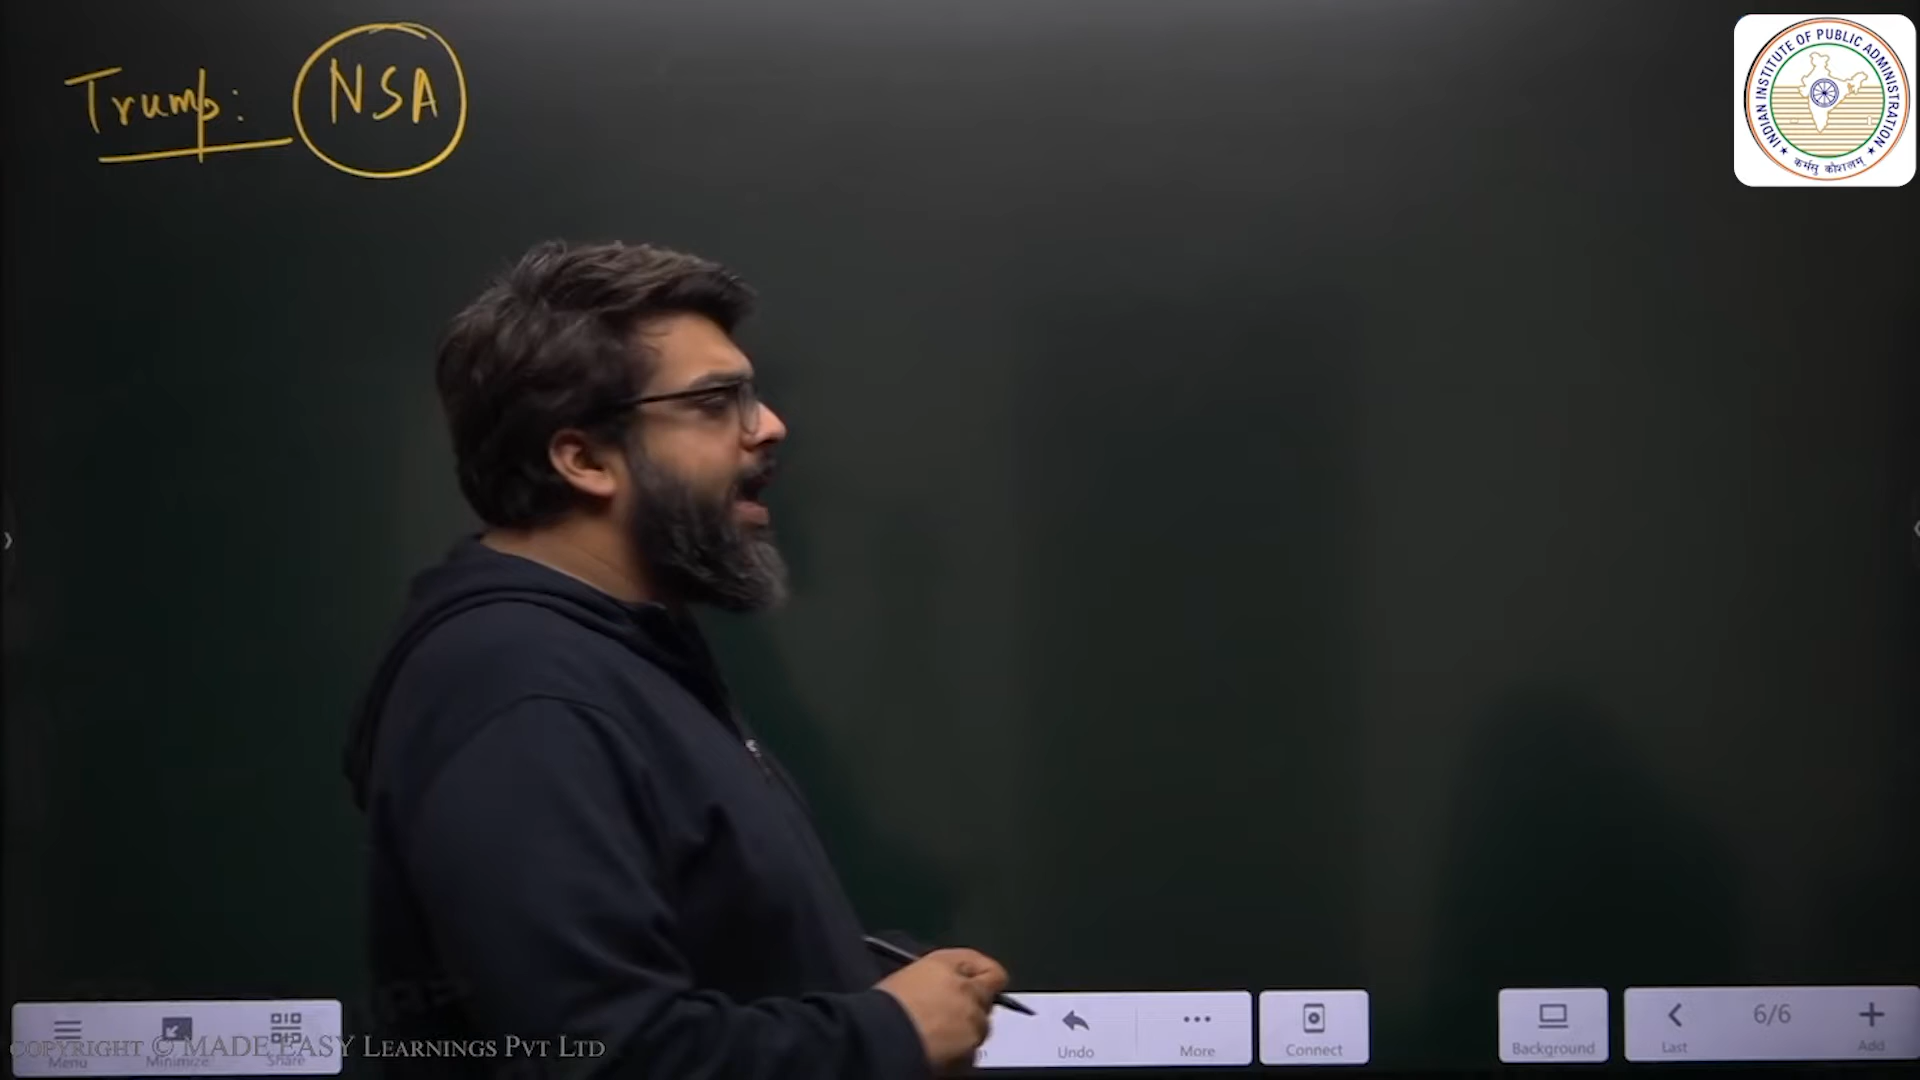 Trump: NSA
INDIAN INSTITUTE OF PUBLIC ADMINISTRATION
कर्मसु कौशलम्
Menu
Minimize
Share
Undo
More
Connect
Background
Last
6/6
Add
COPYRIGHT © MADE EASY LEARNINGS PVT LTD